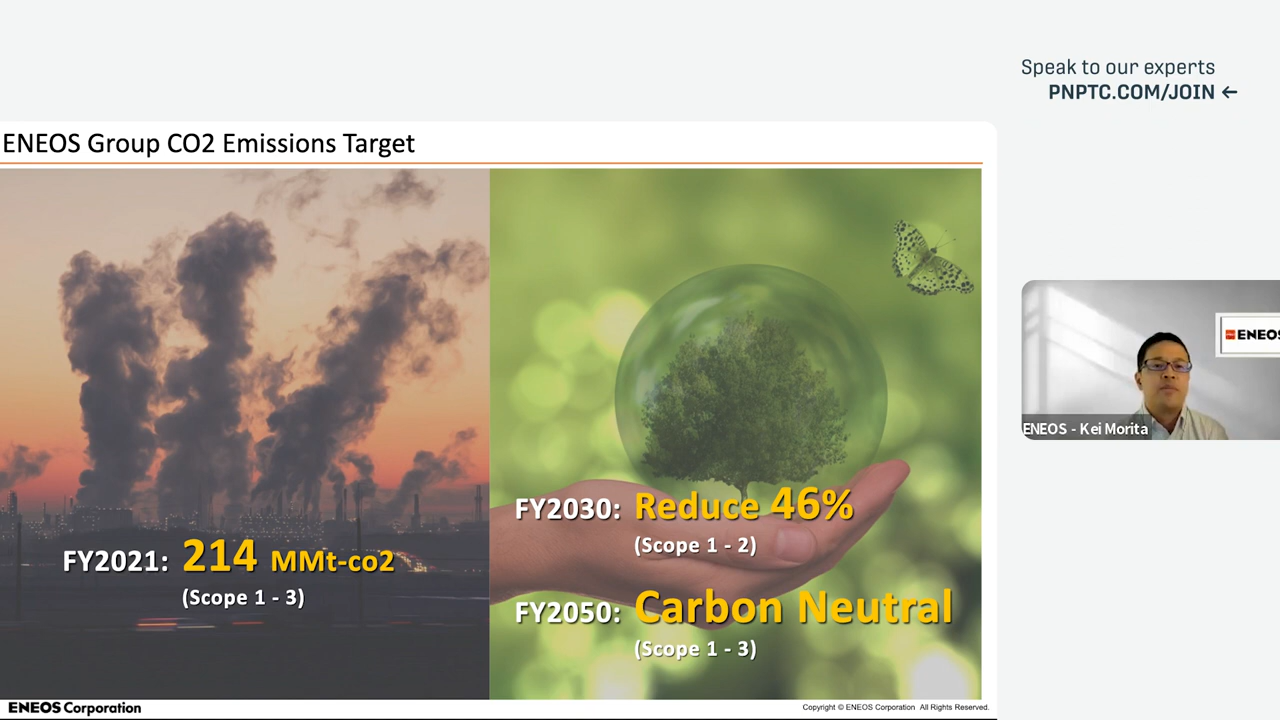 Speak to our experts
PNPTC.COM/JOIN ←
ENEOS Group CO2 Emissions Target
FY2021: 214 MMt-co2
(Scope 1 - 3)
FY2030: Reduce 46%
(Scope 1 - 2)
FY2050: Carbon Neutral
(Scope 1 - 3)
ENEOS
ENEOS - Kei Morita
ENEOS Corporation
Copyright © ENEOS Corporation All Rights Reserved.